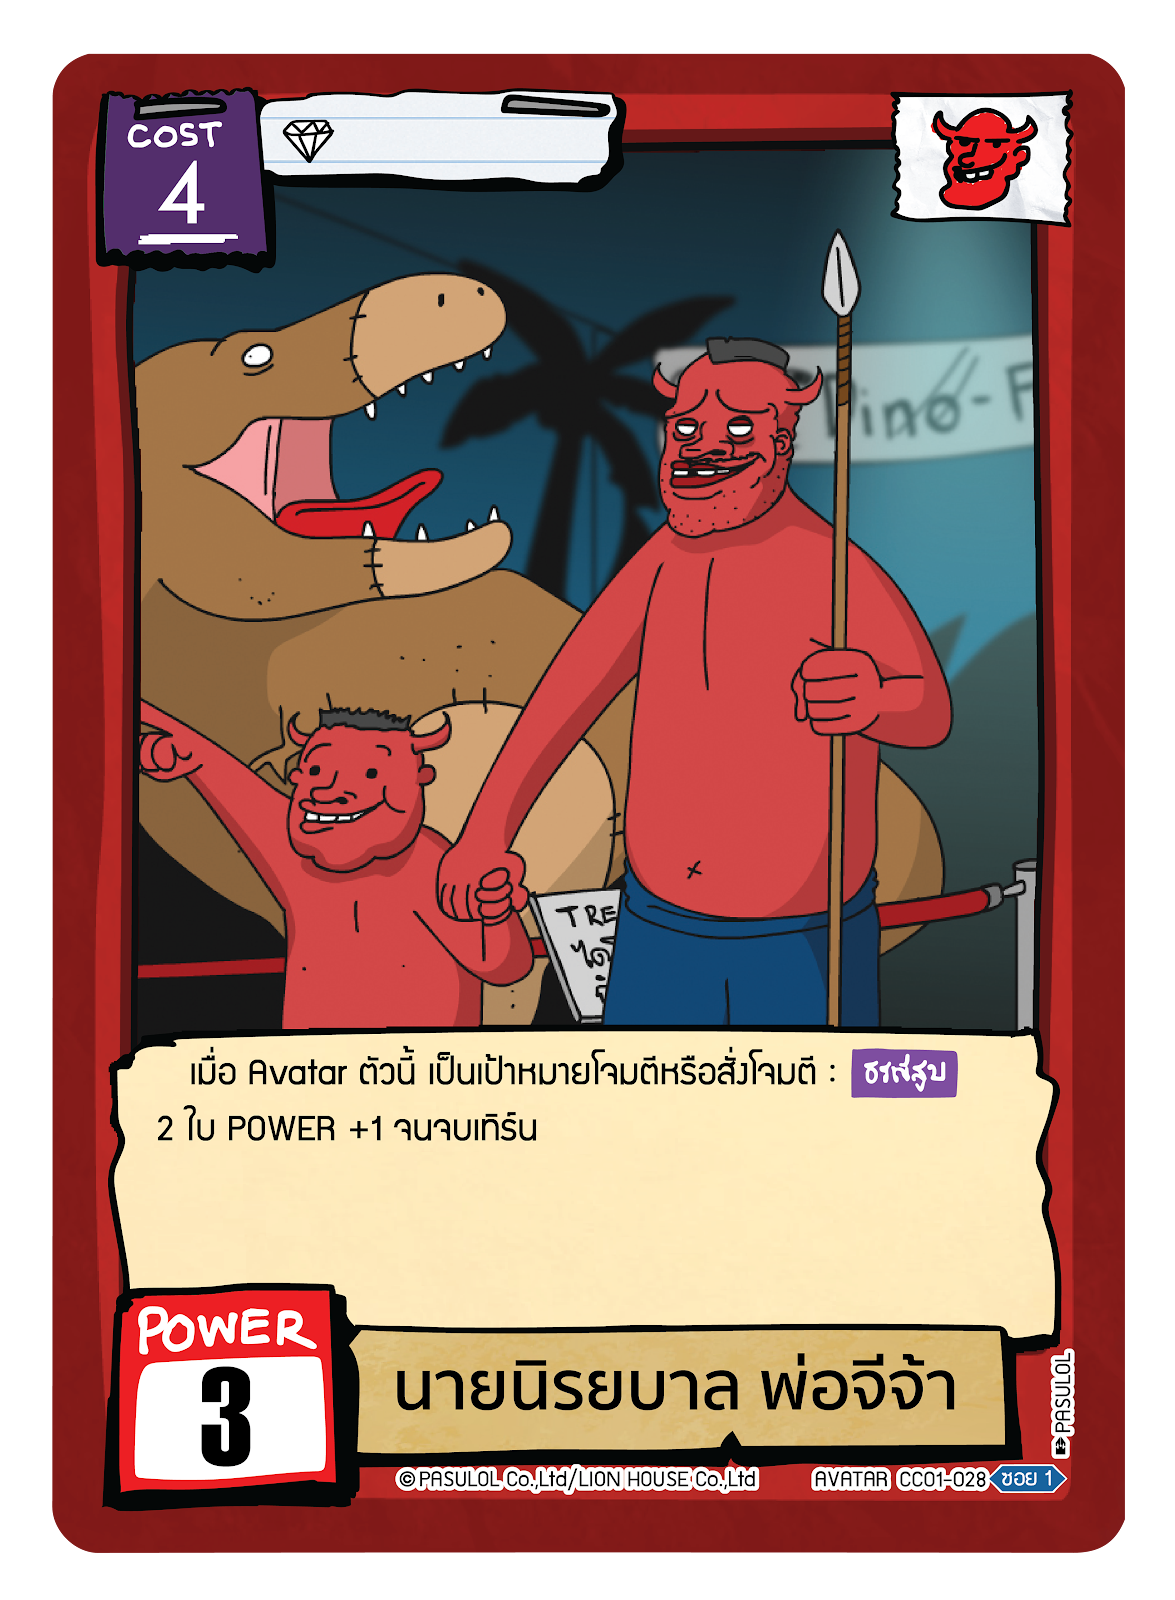 COST
4
Dino-F
TRE
ได้
เมื่อ Avatar ตัวนี้ เป็นเป้าหมายโจมตีหรือสั่งโจมตี : ธรณีสูบ
2 ใบ POWER +1 จนจบเทิร์น
POWER
3
นายนิรยบาล พ่อจีจ้า
PASULOL
© PASULOL Co.,Ltd/LION HOUSE Co.,Ltd
AVATAR CC01-028 ซอย 1